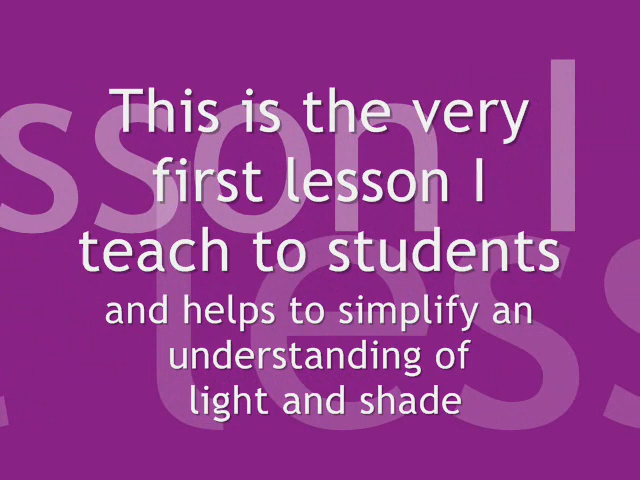 This is the very
first lesson I
teach to students
and helps to simplify an
understanding of
light and shade